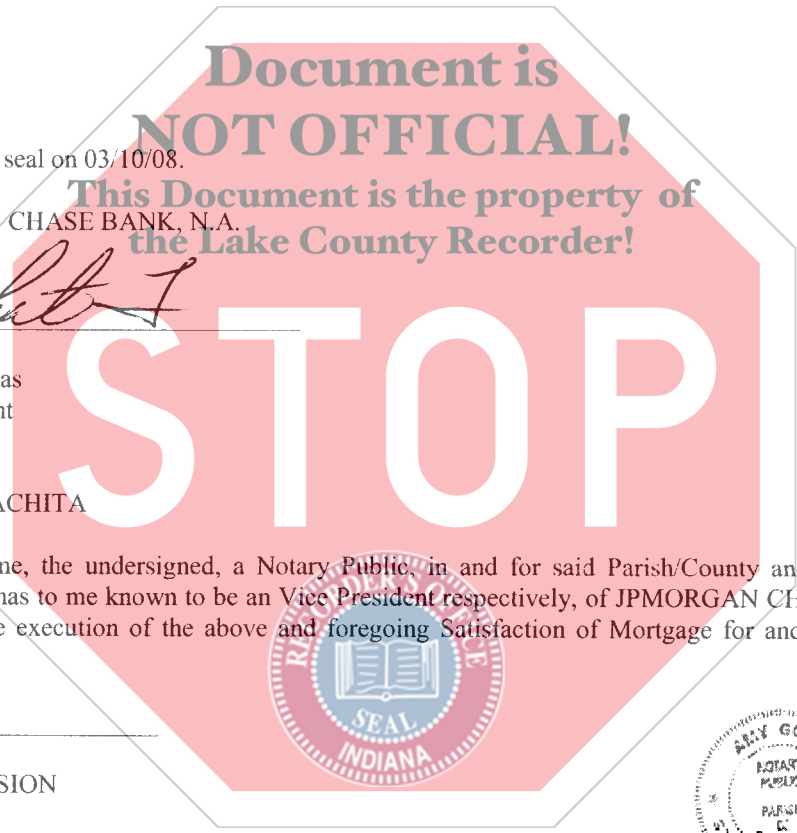 Document is
NOT OFFICIAL!
seal on 03/10/08.
This Document is the property of
CHASE BANK, N.A.
the Lake County Recorder!
STOP
as
nt
ACHITA
ne, the undersigned, a Notary Public, in and for said Parish/County an
has to me known to be an Vice President respectively, of JPMORGAN CH
e execution of the above and foregoing Satisfaction of Mortgage for and
RECORDER'S OFFICE
SEAL
INDIANA
SION
NOTARY
PUBLIC